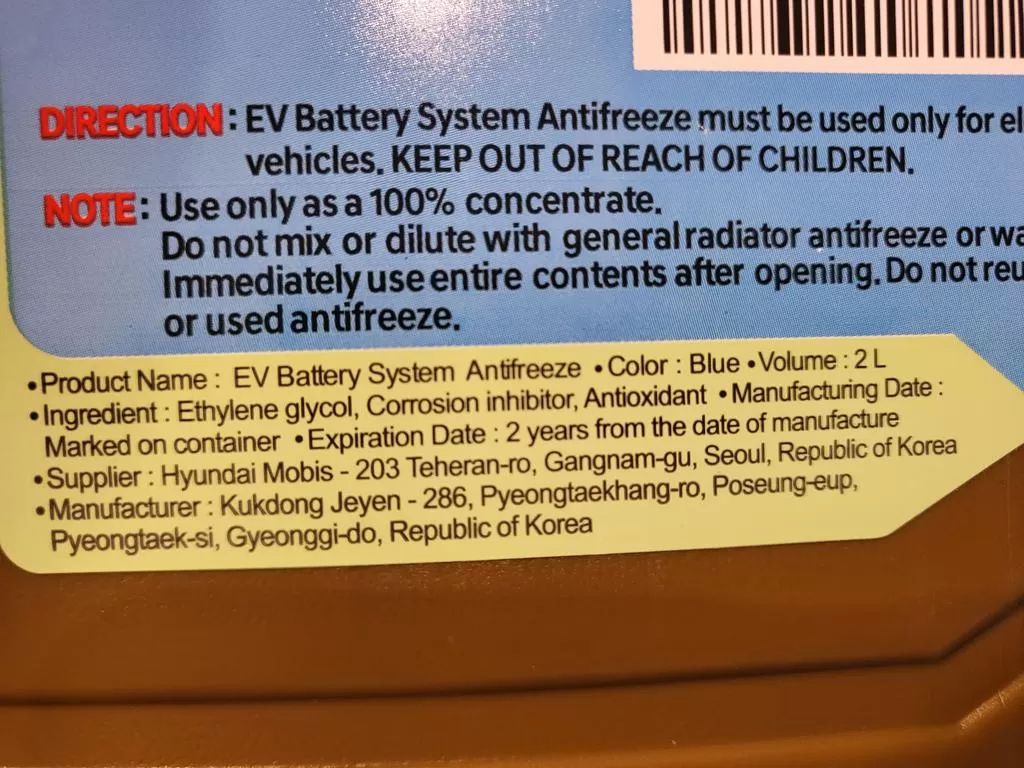 DIRECTION : EV Battery System Antifreeze must be used only for
vehicles. KEEP OUT OF REACH OF CHILDREN.
NOTE : Use only as a 100% concentrate.
Do not mix or dilute with general radiator antifreeze or
Immediately use entire contents after opening. Do not
or used antifreeze.
•Product Name : EV Battery System Antifreeze •Color : Blue •Volume : 2 L
•Ingredient : Ethylene glycol, Corrosion inhibitor, Antioxidant •Manufacturing Date :
Marked on container •Expiration Date : 2 years from the date of manufacture
•Supplier : Hyundai Mobis - 203 Teheran-ro, Gangnam-gu, Seoul, Republic of Korea
•Manufacturer : Kukdong Jeyen - 286, Pyeongtaekhang-ro, Poseung-eup,
Pyeongtaek-si, Gyeonggi-do, Republic of Korea